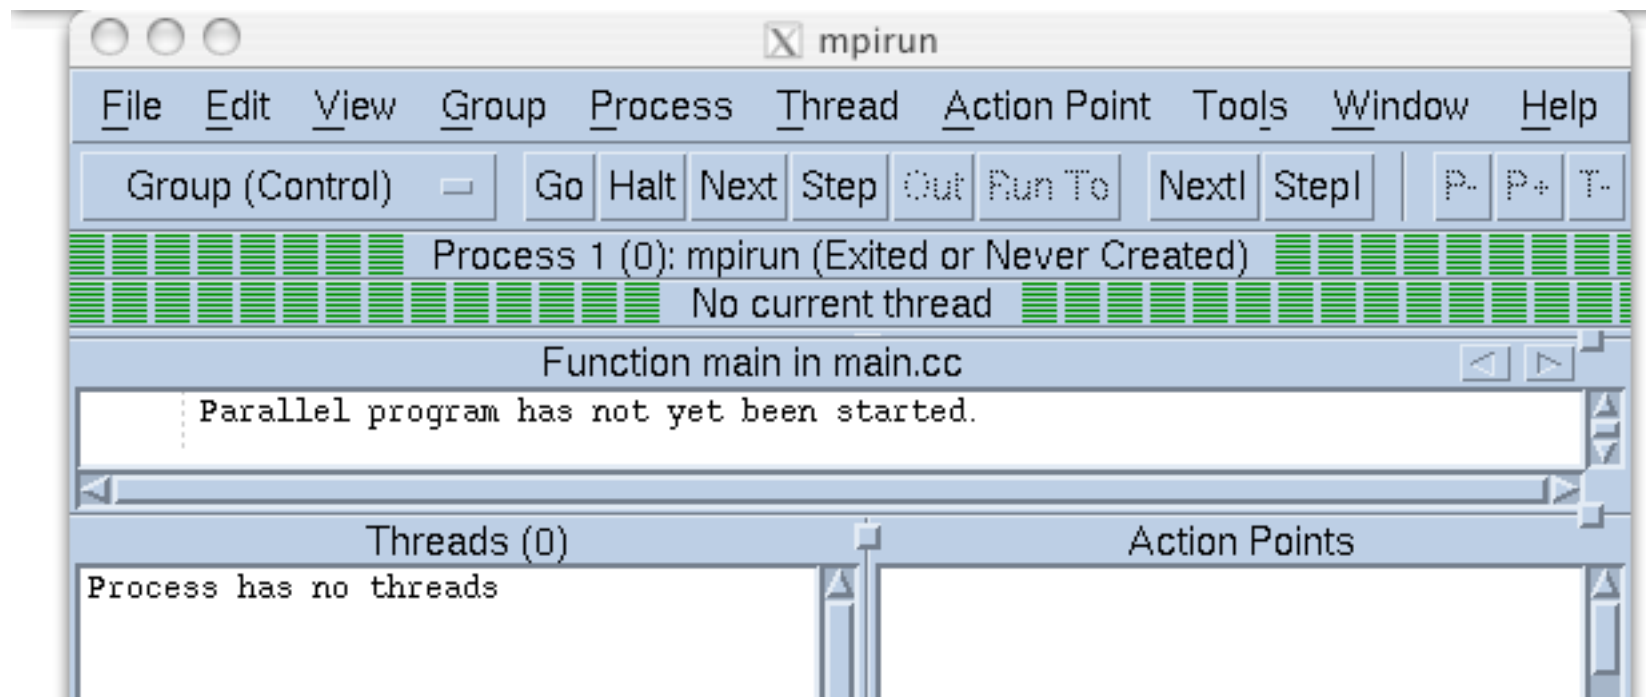 mpirun
File Edit View Group Process Thread Action Point Tools Window Help
Group (Control) Go Halt Next Step Out Run To NextI StepI P- P+ T-
Process 1 (0): mpirun (Exited or Never Created)
No current thread
Function main in main.cc
Parallel program has not yet been started.
Threads (0) Action Points
Process has no threads